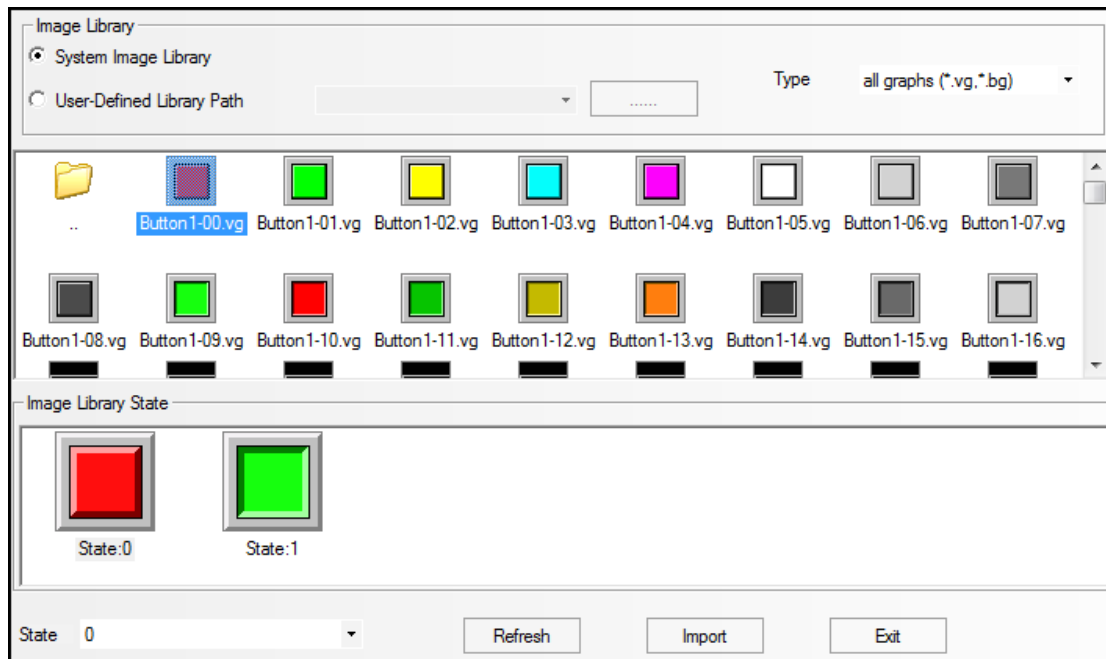 Image Library
System Image Library
User-Defined Library Path
......
Type
all graphs (*.vg,*.bg)
..
Button1-00.vg Button1-01.vg Button1-02.vg Button1-03.vg Button1-04.vg Button1-05.vg Button1-06.vg Button1-07.vg
Button1-08.vg Button1-09.vg Button1-10.vg Button1-11.vg Button1-12.vg Button1-13.vg Button1-14.vg Button1-15.vg Button1-16.vg
Image Library State
State:0 State:1
State 0 Refresh Import Exit